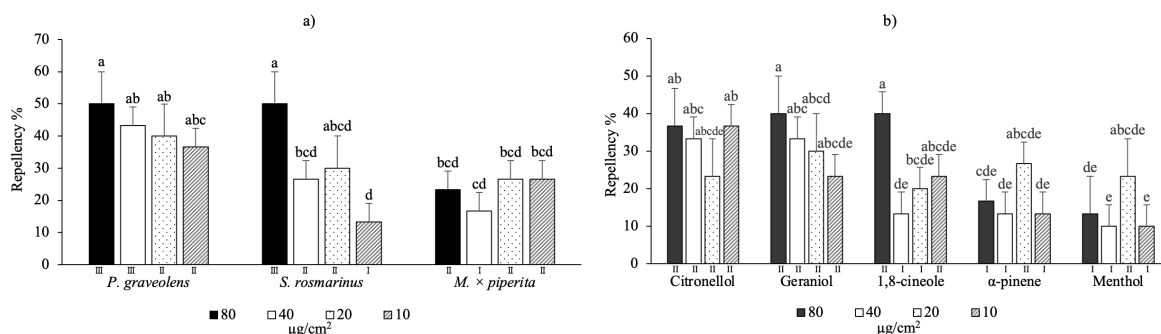 a)
Repellency %
70
60
50
40
30
20
10
0
a ab ab abc
a bcd abcd d
bcd cd bcd bcd
III III II II III II II I II I II II
P. graveolens S. rosmarinus M. × piperita
80 40 20 10
µg/cm²
b)
Repellency %
60
50
40
30
20
10
0
ab abc abcde ab
a abc abcd abcde
a de bcde abcde
cde de abcde de
de e abcde e
II II II II II II II II II I I II I I II I I I II I
Citronellol Geraniol 1,8-cineole α-pinene Menthol
80 40 20 10
µg/cm²